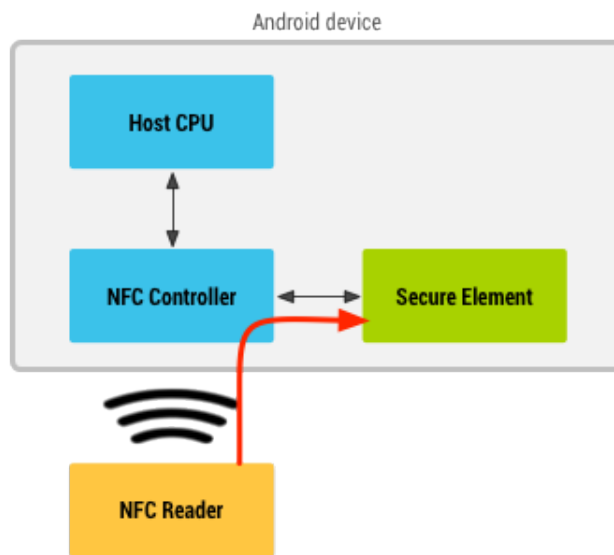 Android device
Host CPU
NFC Controller
Secure Element
NFC Reader